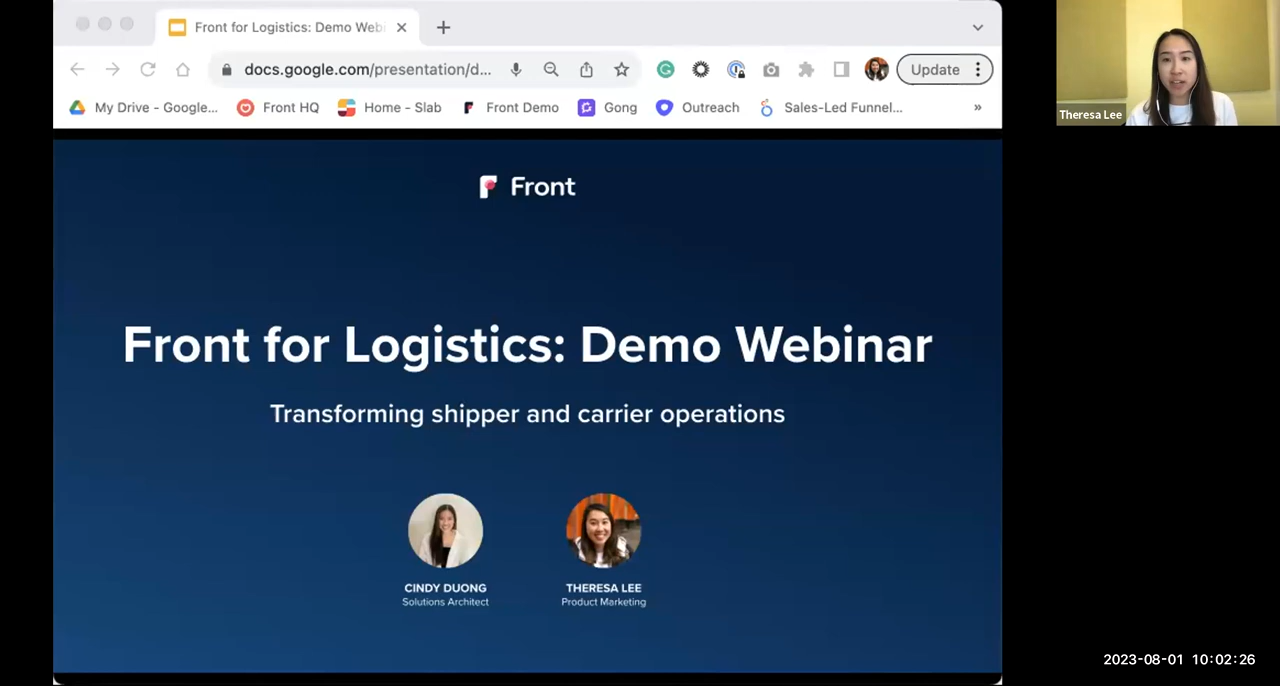 Front for Logistics: Demo Webi
docs.google.com/presentation/d...
Update
My Drive - Google...
Front HQ
Home - Slab
Front Demo
Gong
Outreach
Sales-Led Funnel...
»
Theresa Lee
Front
Front for Logistics: Demo Webinar
Transforming shipper and carrier operations
CINDY DUONG
Solutions Architect
THERESA LEE
Product Marketing
2023-08-01 10:02:26